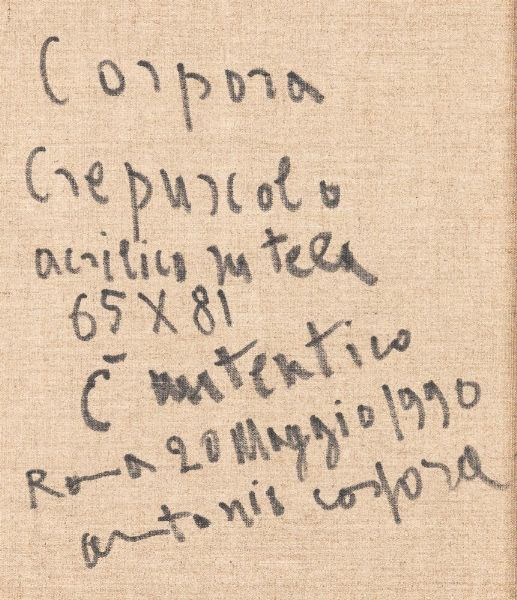 Corpora
Crepuscolo
acrilico su tela
65 X 81
È autentico
Roma 20 Maggio 1990
antonio corpora